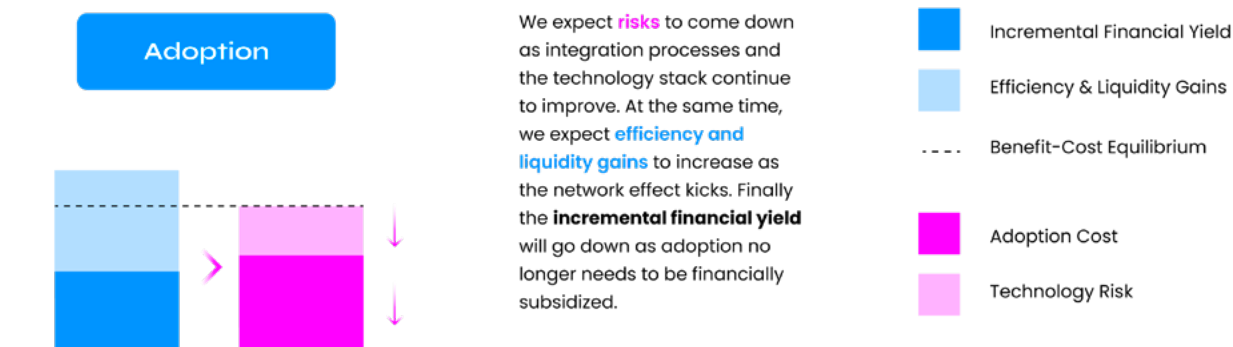 Adoption
We expect risks to come down
as integration processes and
the technology stack continue
to improve. At the same time,
we expect efficiency and
liquidity gains to increase as
the network effect kicks. Finally
the incremental financial yield
will go down as adoption no
longer needs to be financially
subsidized.
Incremental Financial Yield
Efficiency & Liquidity Gains
Benefit-Cost Equilibrium
Adoption Cost
Technology Risk